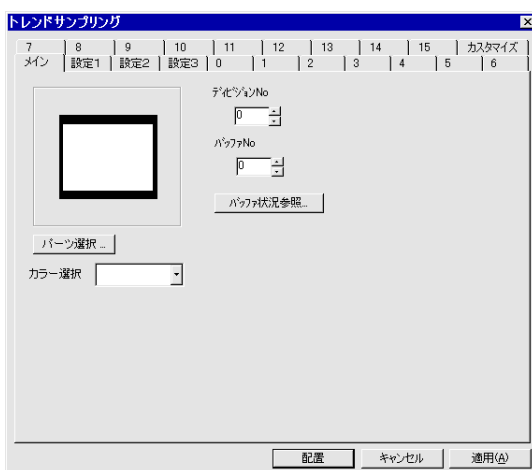 トレンドサンプリング
7 8 9 10 11 12 13 14 15 カスタマイズ
メイン 設定1 設定2 設定3 0 1 2 3 4 5 6
ﾃﾞｨﾋﾞｼﾞｮﾝNo
0
ﾊﾞｯﾌｧNo
0
ﾊﾞｯﾌｧ状況参照...
パーツ選択...
カラー選択
配置 キャンセル 適用(A)